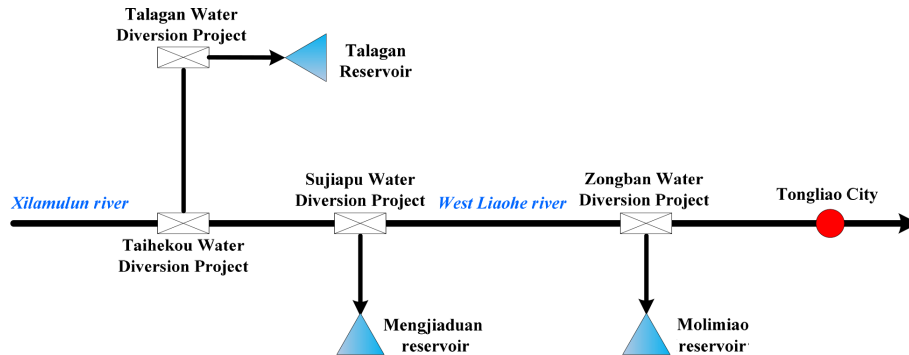 Talagan Water
Diversion Project
Talagan
Reservoir
Sujiapu Water
Diversion Project
Zongban Water
Diversion Project
Tongliao City
Xilamulun river
West Liaohe river
Taihekou Water
Diversion Project
Mengjiaduan
reservoir
Molimiao
reservoir